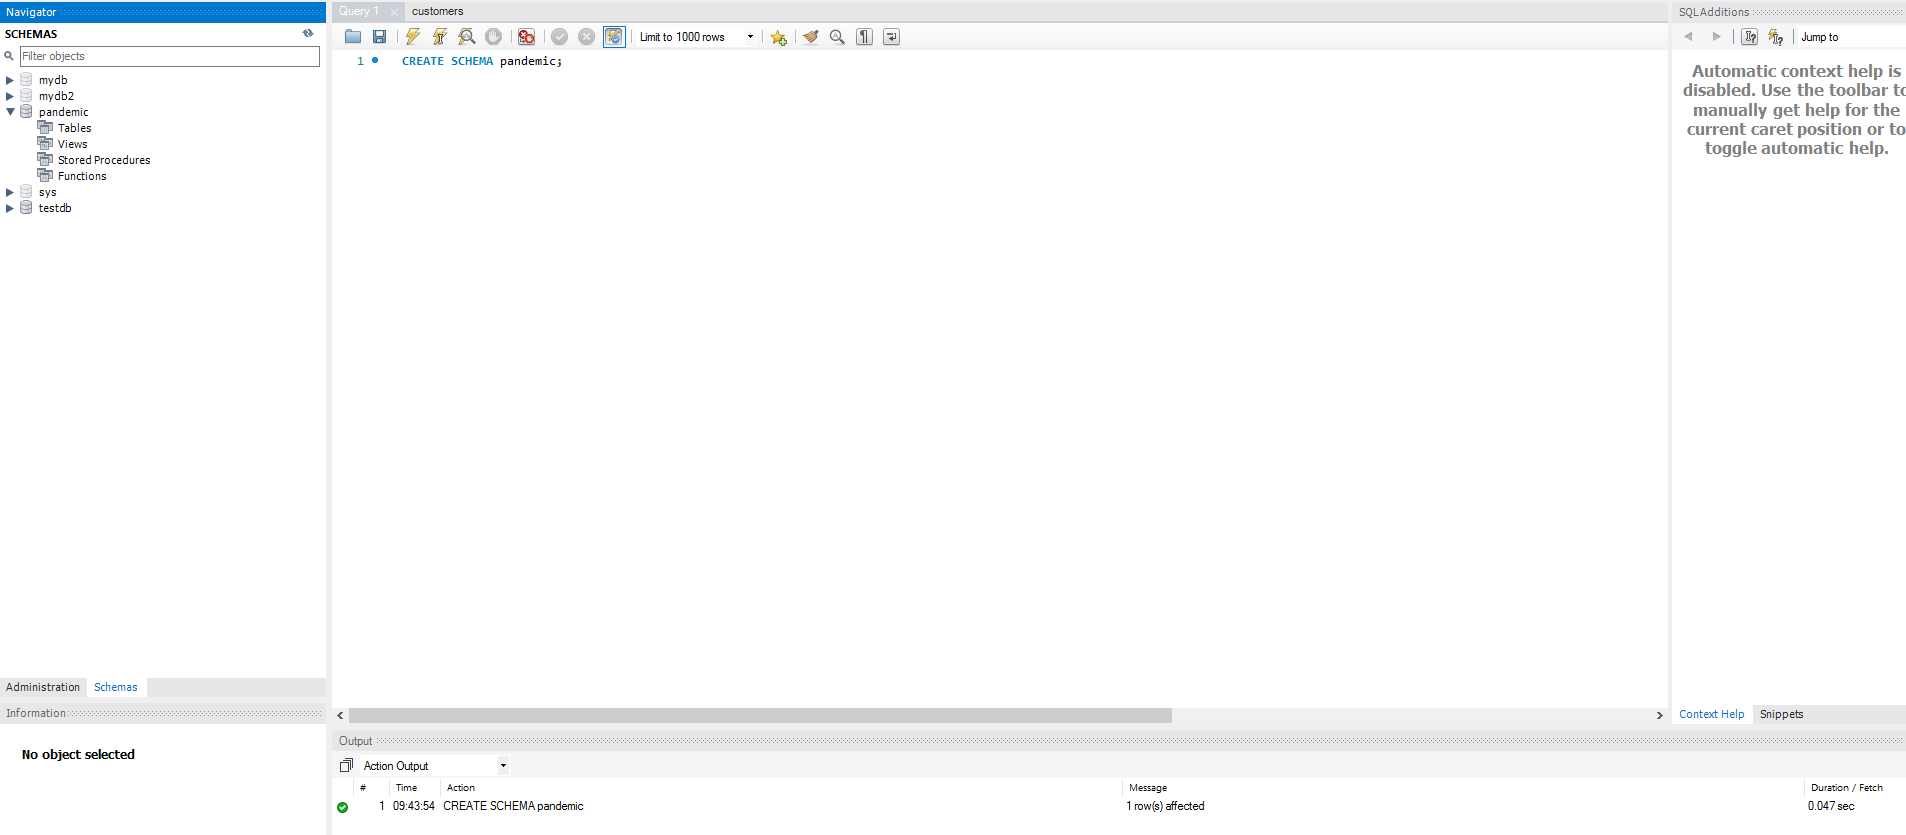 Navigator
SCHEMAS
Filter objects
mydb
mydb2
pandemic
Tables
Views
Stored Procedures
Functions
sys
testdb
Administration Schemas
Information
No object selected
Query 1 customers
Limit to 1000 rows
1 CREATE SCHEMA pandemic;
Output
Action Output
# Time Action Message Duration / Fetch
1 09:43:54 CREATE SCHEMA pandemic 1 row(s) affected 0.047 sec
SQLAdditions
Jump to
Automatic context help is
disabled. Use the toolbar to
manually get help for the
current caret position or to
toggle automatic help.
Context Help Snippets